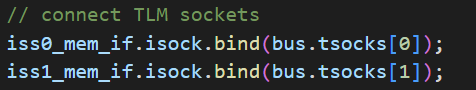 // connect TLM sockets
iss0_mem_if.isock.bind(bus.tsocks[0]);
iss1_mem_if.isock.bind(bus.tsocks[1]);